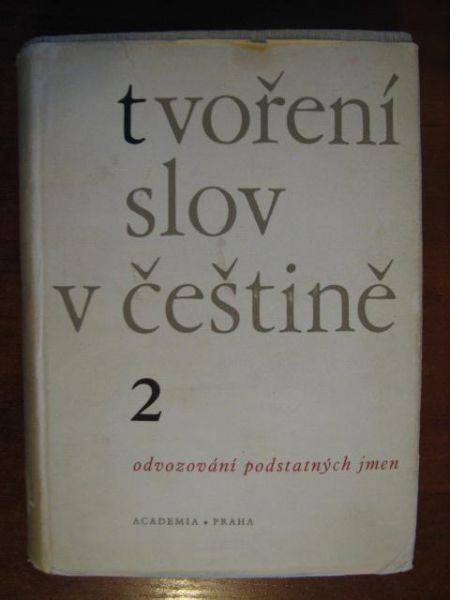 tvoření
slov
v češtině
2
odvozování podstatných jmen
ACADEMIA • PRAHA